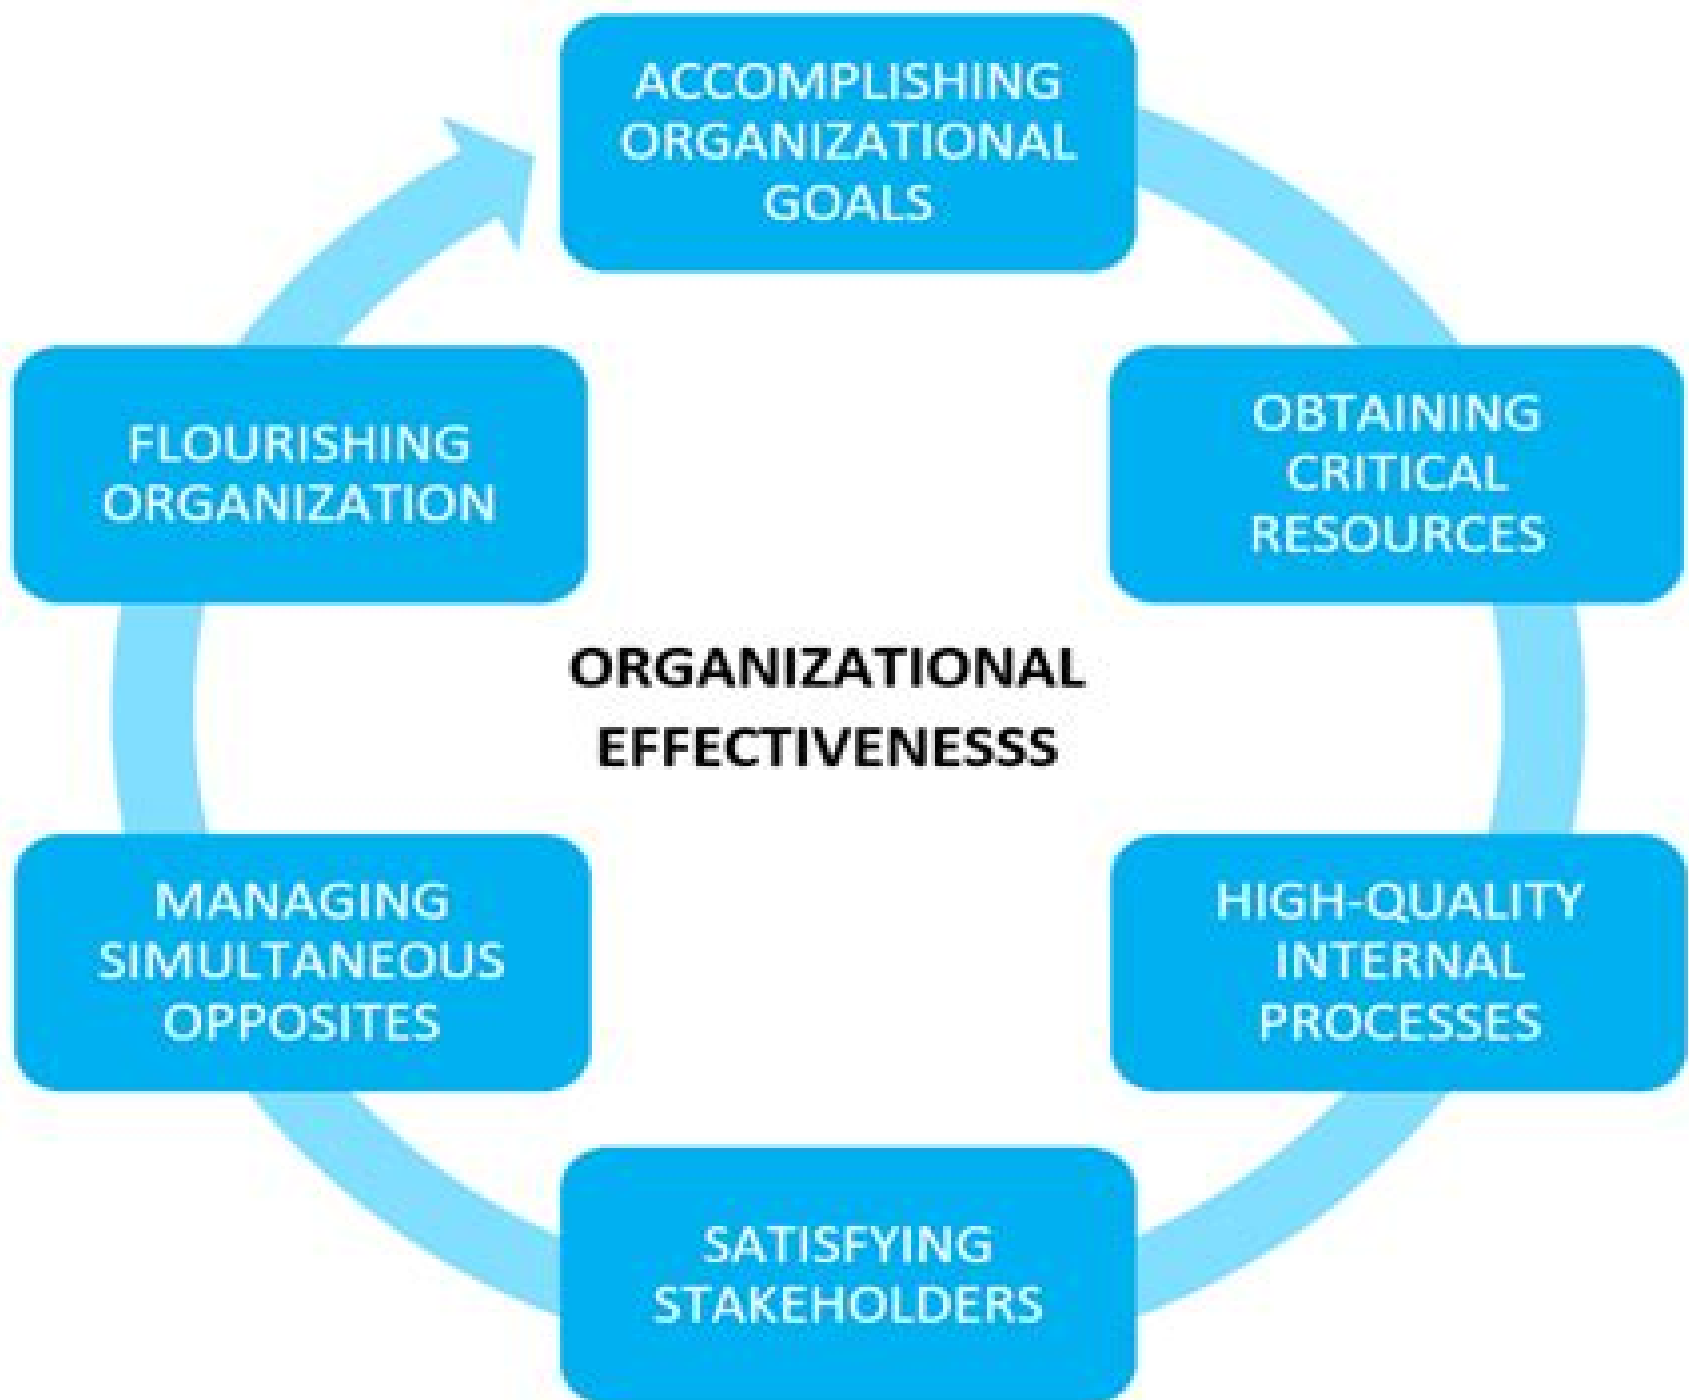 ACCOMPLISHING
ORGANIZATIONAL
GOALS
OBTAINING
CRITICAL
RESOURCES
HIGH-QUALITY
INTERNAL
PROCESSES
SATISFYING
STAKEHOLDERS
MANAGING
SIMULTANEOUS
OPPOSITES
FLOURISHING
ORGANIZATION
ORGANIZATIONAL
EFFECTIVENESSS